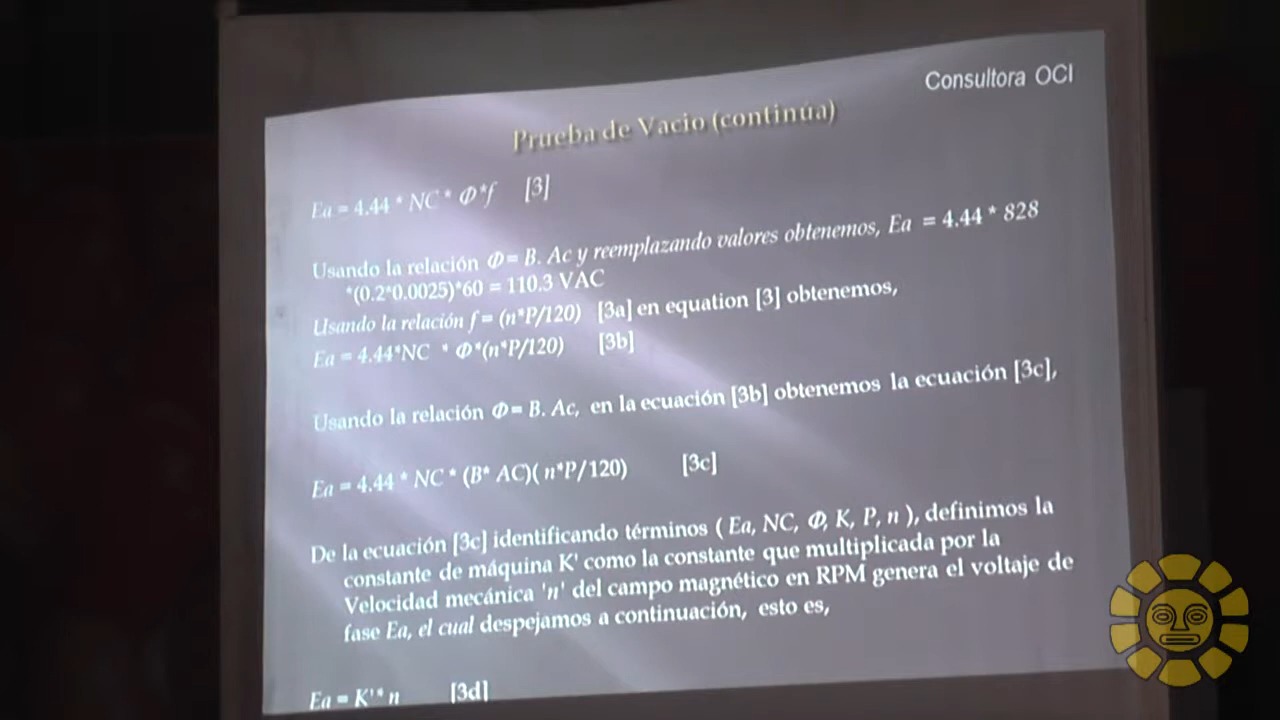 Consultora OCI
Prueba de Vacio (continúa)
Ea = 4.44 * NC * Φ*f [3]
Usando la relación Φ= B. Ac y reemplazando valores obtenemos, Ea = 4.44 * 828
*(0.2*0.0025)*60 = 110.3 VAC
Usando la relación f = (n*P/120) [3a] en equation [3] obtenemos,
Ea = 4.44*NC * Φ*(n*P/120) [3b]
Usando la relación Φ= B. Ac, en la ecuación [3b] obtenemos la ecuación [3c],
Ea = 4.44 * NC * (B* AC)( n*P/120) [3c]
De la ecuación [3c] identificando términos ( Ea, NC, Φ, K, P, n ), definimos la
constante de máquina K' como la constante que multiplicada por la
Velocidad mecánica 'n' del campo magnético en RPM genera el voltaje de
fase Ea, el cual despejamos a continuación, esto es,
Ea = K'* n [3d]